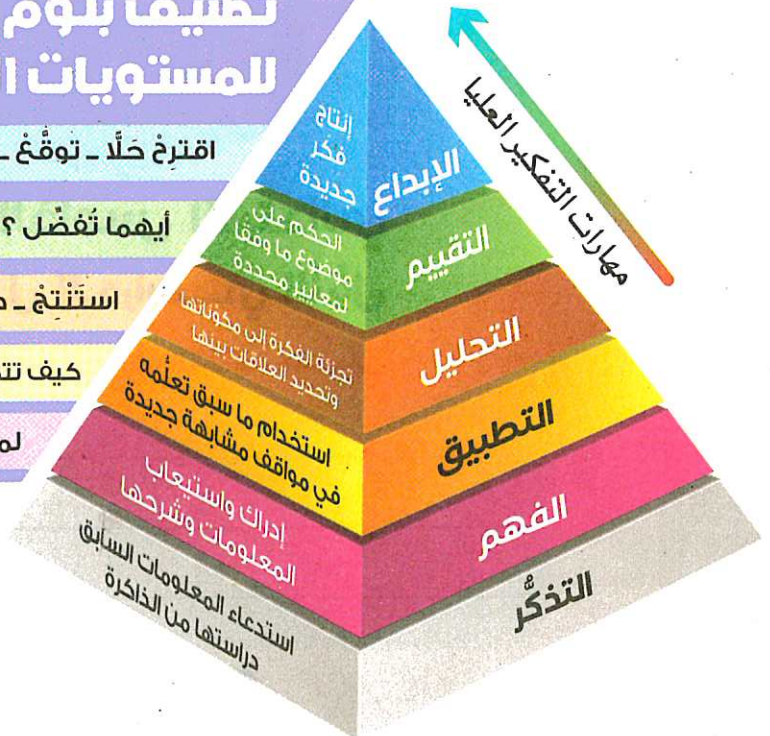 تصنيف بلوم
للمستويات
اقترِحْ حَلًّا ـ توقَّعْ ـ
أيهما تُفضِّل ؟
استَنْتِجْ ـ
كيف
مهارات التفكير العليا
الإبداع
إنتاج
فكر
جديدة
التقييم
الحكم على
موضوع ما وفقًا
لمعايير محددة
التحليل
تجزئة الفكرة إلى مكوناتها
وتحديد العلاقات بينها
التطبيق
استخدام ما سبق تعلُّمه
في مواقف مشابهة جديدة
الفهم
إدراك واستيعاب
المعلومات وشرحها
التذكُّر
استدعاء المعلومات السابق
دراستها من الذاكرة